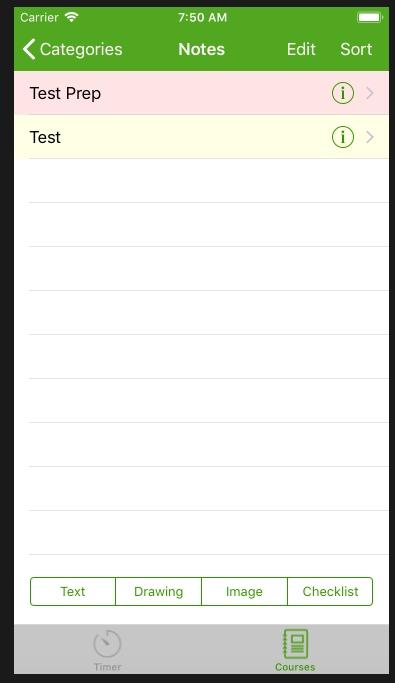 Carrier 7:50 AM
Categories Notes Edit Sort
Test Prep
Test
Text Drawing Image Checklist
Timer Courses